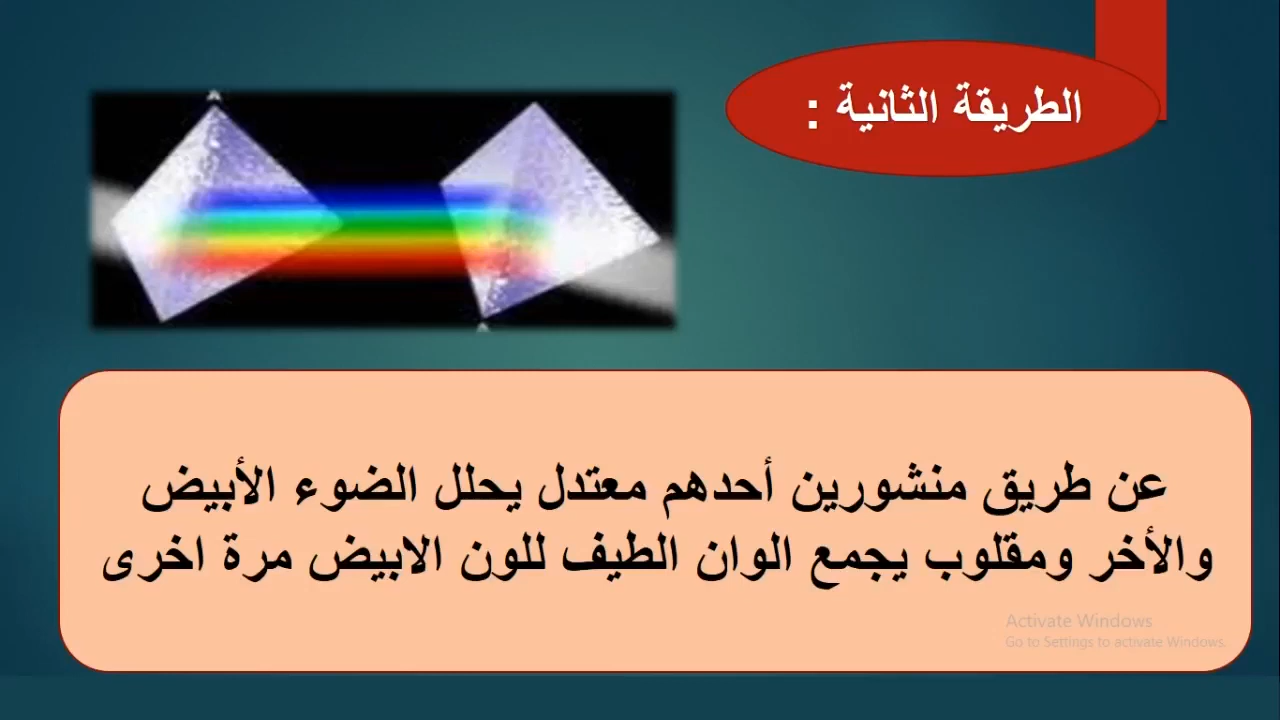 الطريقة الثانية :
عن طريق منشورين أحدهم معتدل يحلل الضوء الأبيض
والأخر ومقلوب يجمع الوان الطيف للون الابيض مرة اخرى
Activate Windows
Go to Settings to activate Windows.